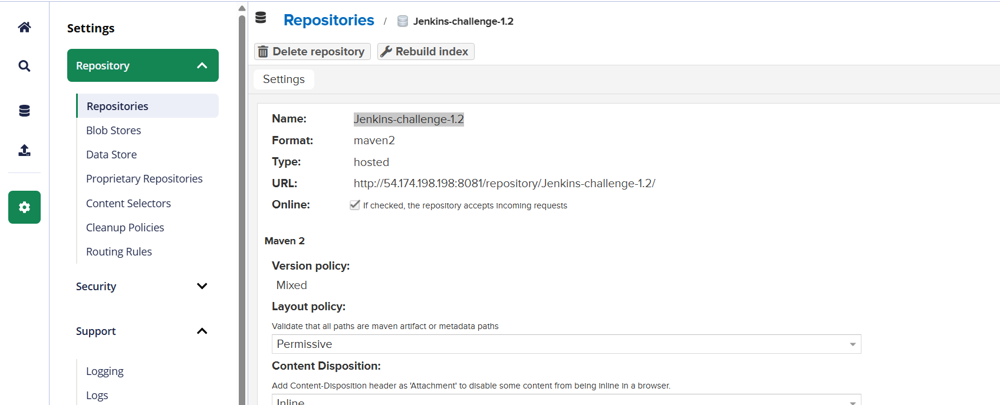 Settings
Repository
Repositories
Blob Stores
Data Store
Proprietary Repositories
Content Selectors
Cleanup Policies
Routing Rules
Security
Support
Logging
Logs
Repositories / Jenkins-challenge-1.2
Delete repository Rebuild index
Settings
Name: Jenkins-challenge-1.2
Format: maven2
Type: hosted
URL: http://54.174.198.198:8081/repository/Jenkins-challenge-1.2/
Online: If checked, the repository accepts incoming requests
Maven 2
Version policy:
Mixed
Layout policy:
Validate that all paths are maven artifact or metadata paths
Permissive
Content Disposition:
Add Content-Disposition header as 'Attachment' to disable some content from being inline in a browser.
Inline